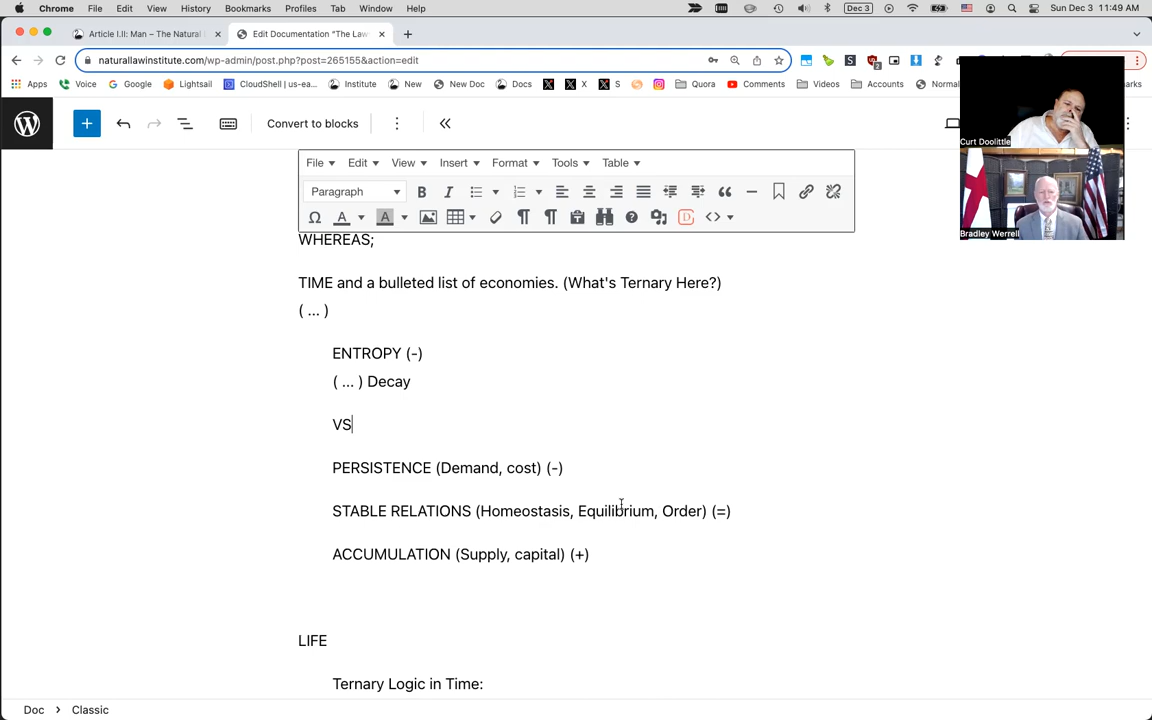 Chrome File Edit View History Bookmarks Profiles Tab Window Help Dec 3 Sun Dec 3 11:49 AM
Article I.II: Man – The Natural Edit Documentation “The Law
naturallawinstitute.com/wp-admin/post.php?post=265155&action=edit
Apps Voice Google Lightsail CloudShell | us-ea... Institute New New Doc Docs X X S Quora Comments Videos Accounts Normal
Convert to blocks
Curt Doolittle
Bradley Werrell
File Edit View Insert Format Tools Table
Paragraph B I
WHEREAS;
TIME and a bulleted list of economies. (What's Ternary Here?)
( ... )
ENTROPY (-)
( ... ) Decay
VS
PERSISTENCE (Demand, cost) (-)
STABLE RELATIONS (Homeostasis, Equilibrium, Order) (=)
ACCUMULATION (Supply, capital) (+)
LIFE
Ternary Logic in Time:
Doc > Classic